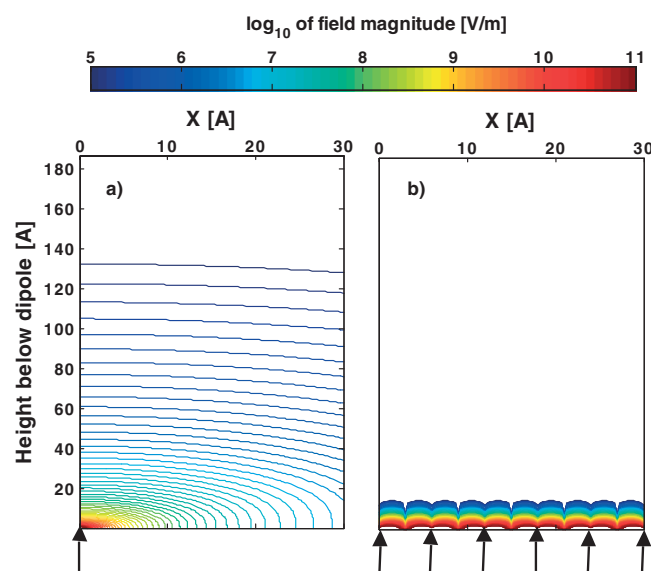 log10 of field magnitude [V/m]
5 6 7 8 9 10 11
X [A] X [A]
0 10 20 30 0 10 20 30
180
160
140
120
100
80
60
40
20
Height below dipole [A]
a) b)